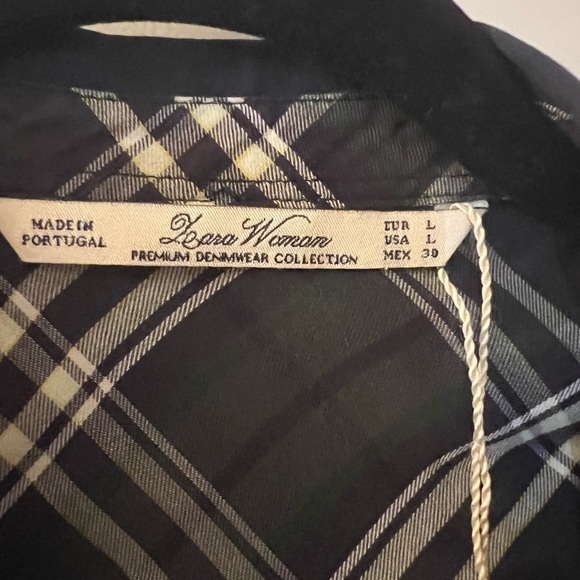 MADE IN
PORTUGAL
Zara Woman
PREMIUM DENIMWEAR COLLECTION
EUR L
USA L
MEX 30